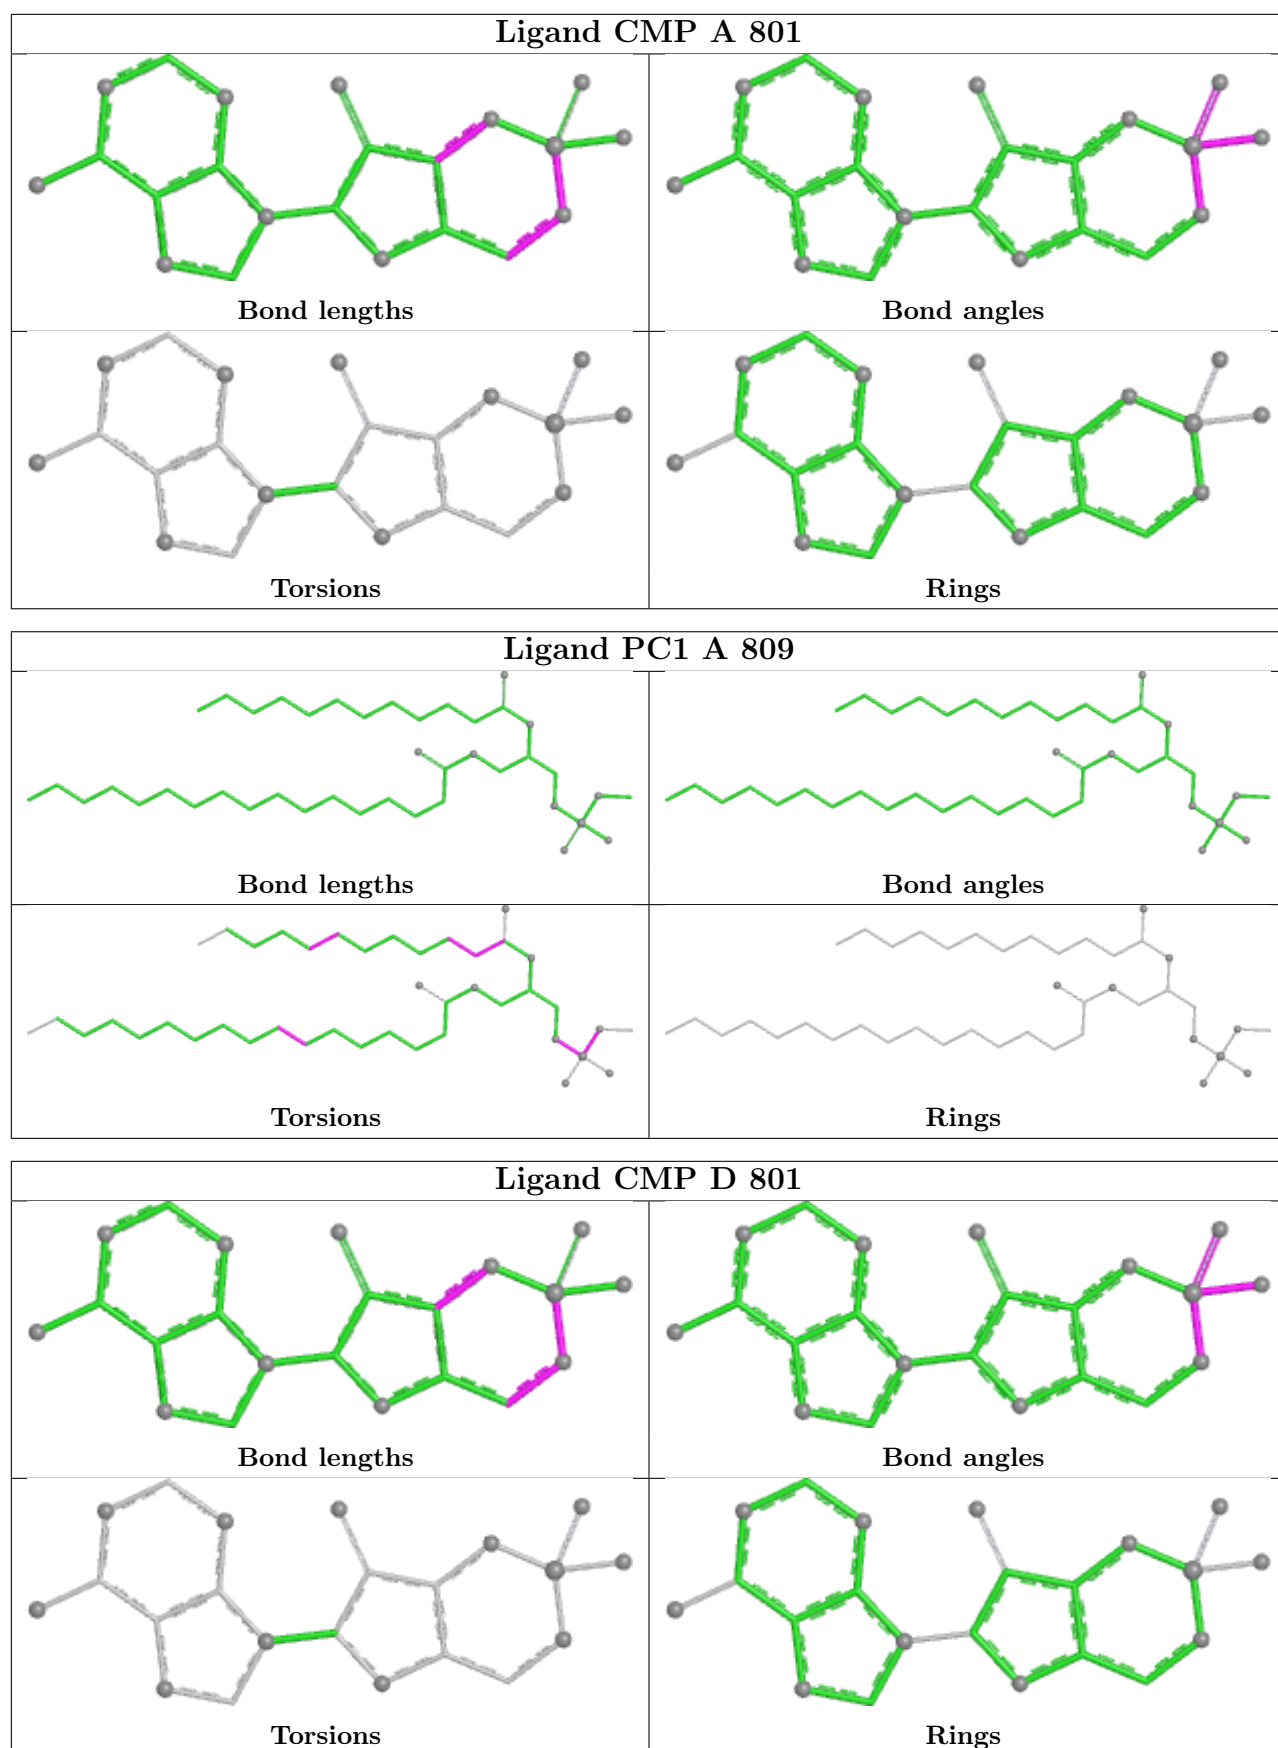 Ligand CMP A 801
Bond lengths
Bond angles
Torsions
Rings
Ligand PC1 A 809
Bond lengths
Bond angles
Torsions
Rings
Ligand CMP D 801
Bond lengths
Bond angles
Torsions
Rings